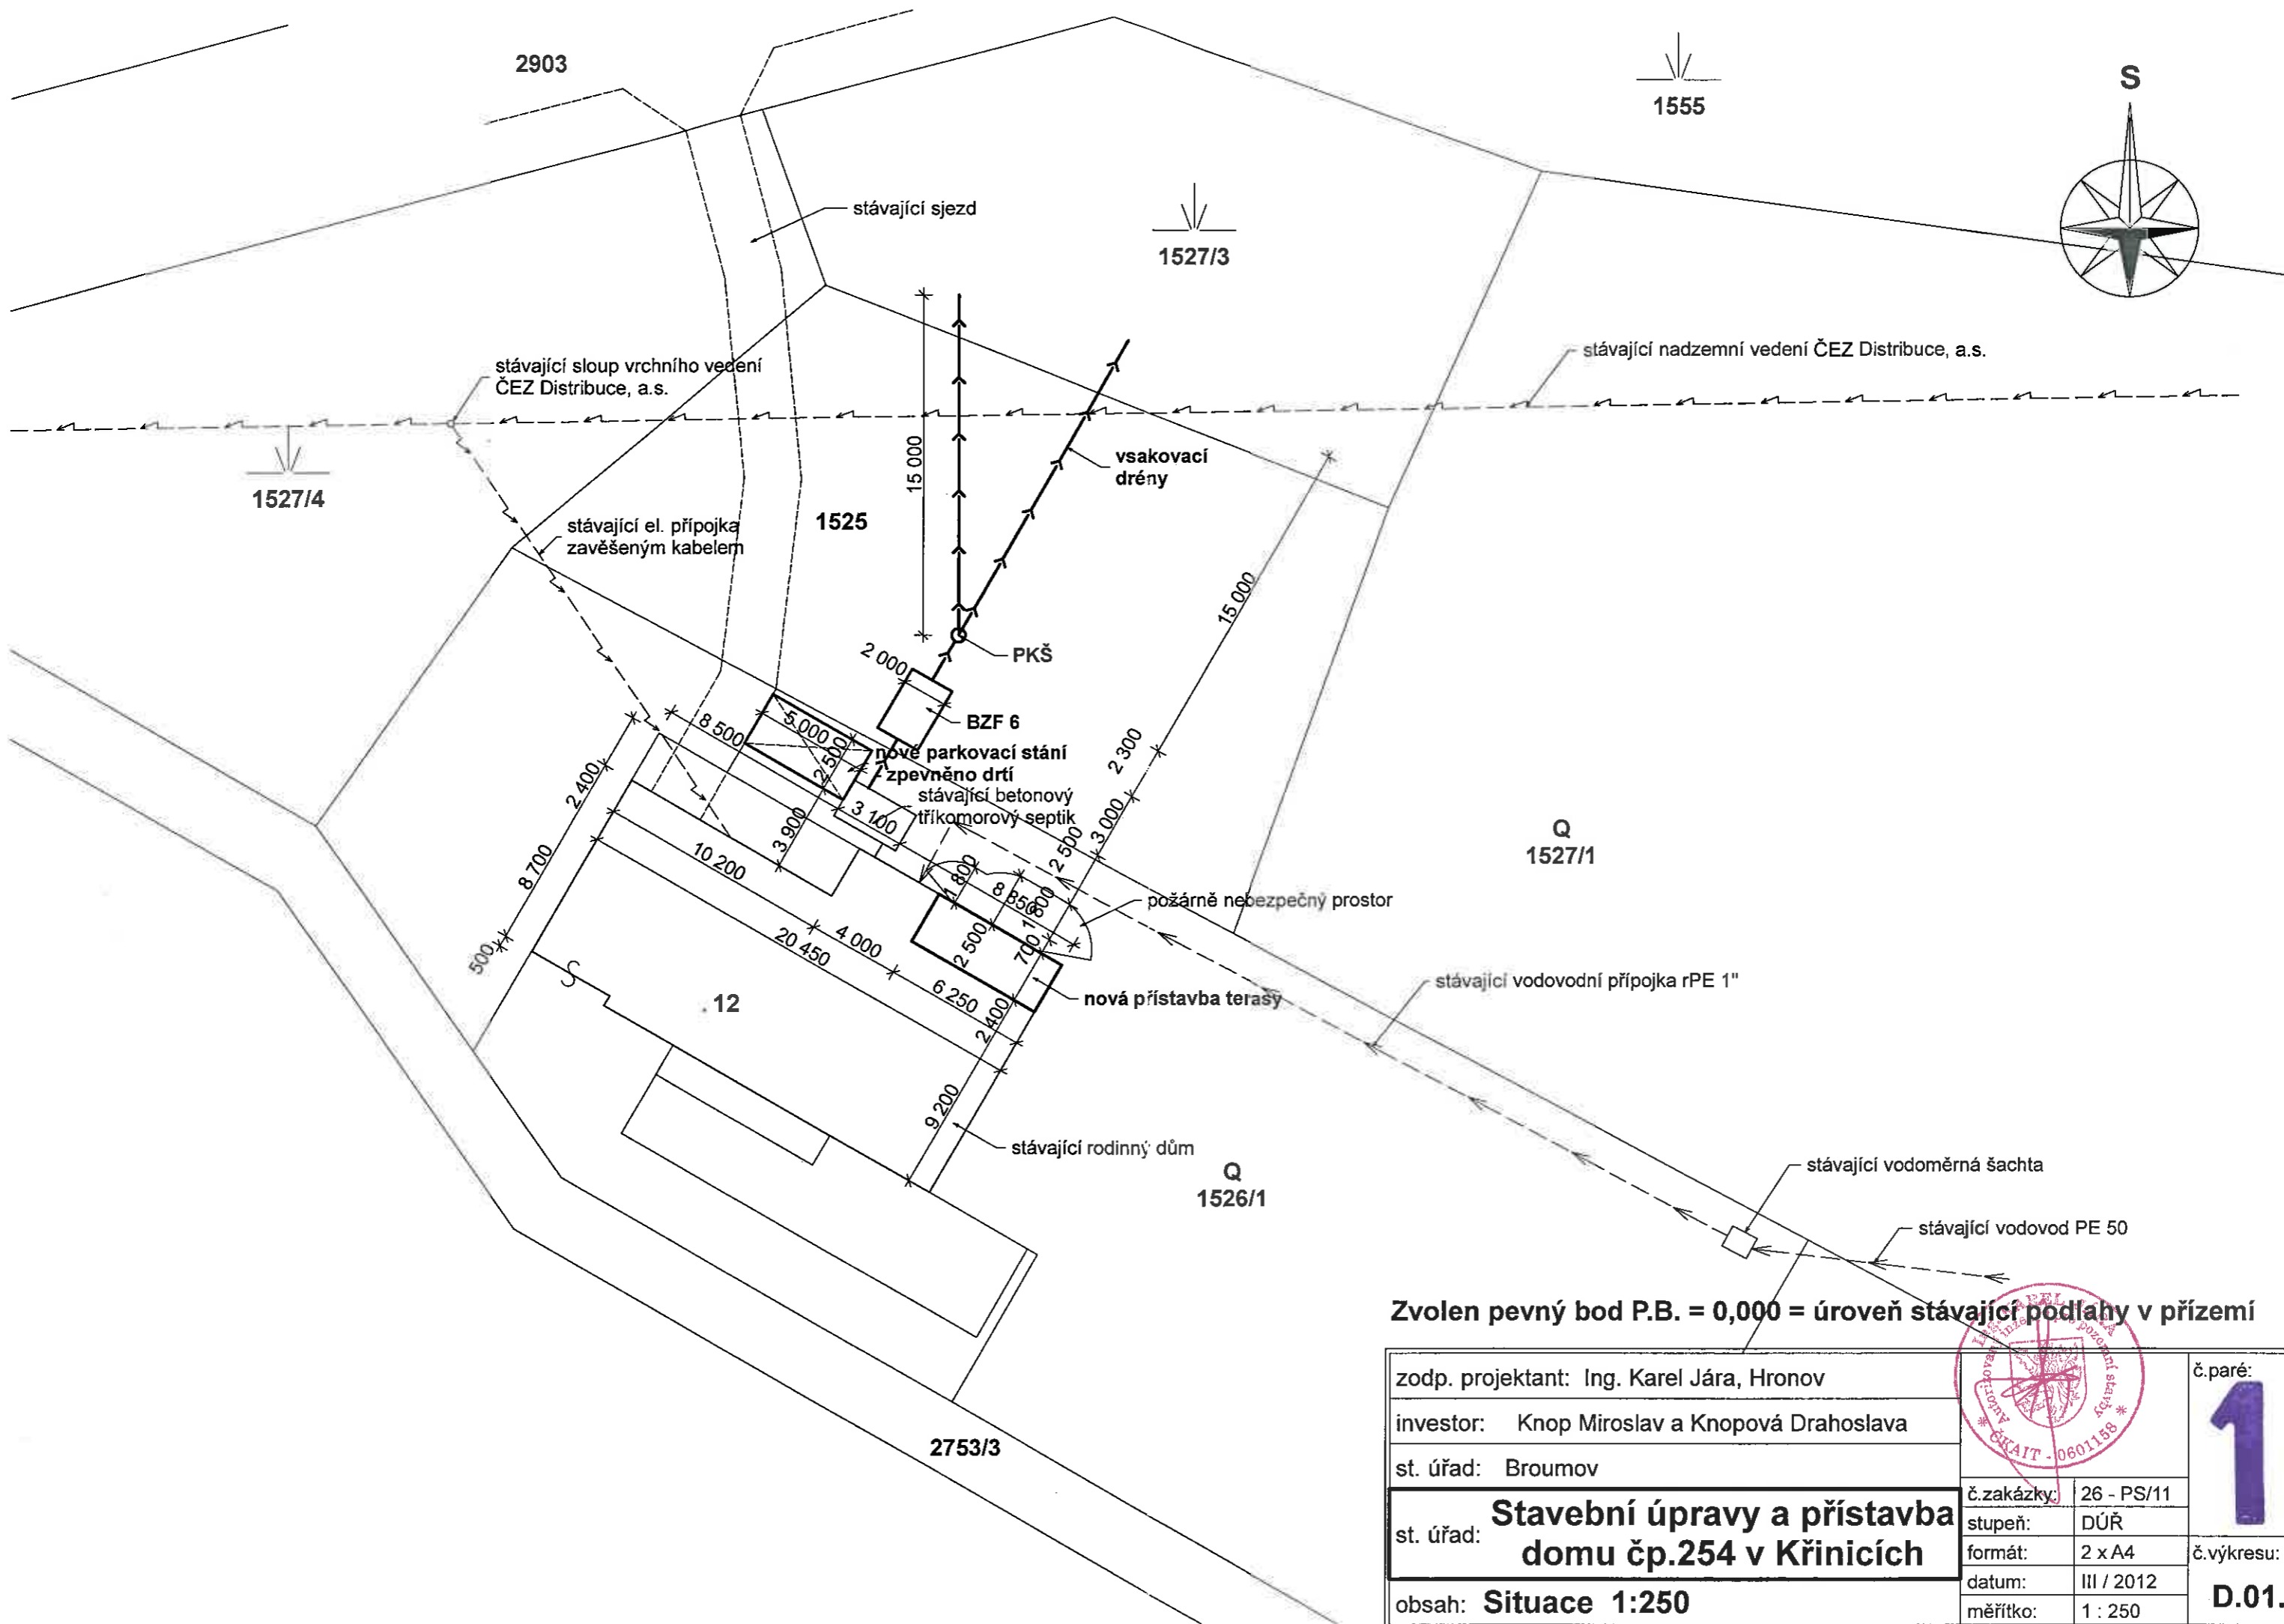 2903
1555
S
stávající sjezd
1527/3
stávající sloup vrchního vedení
ČEZ Distribuce, a.s.
stávající nadzemní vedení ČEZ Distribuce, a.s.
15 000
vsakovací
drény
1527/4
1525
stávající el. přípojka
zavěšeným kabelem
15 000
PKŠ
2 000
BZF 6
8 500
5 000
2 500
nové parkovací stání
- zpevněno drtí
stávající betonový
tříkomorový septik
2 300
3 000
2 500
2 400
8 700
500
3 900
3 100
10 200
4 000
20 450
6 250
1 800
8 850
1 800
2 500
700
2 400
9 200
Q
1527/1
požárně nebezpečný prostor
stávající vodovodní přípojka rPE 1"
nová přístavba terasy
. 12
stávající rodinný dům
Q
1526/1
stávající vodoměrná šachta
stávající vodovod PE 50
2753/3
Zvolen pevný bod P.B. = 0,000 = úroveň stávající podlahy v přízemí
zodp. projektant: Ing. Karel Jára, Hronov
investor: Knop Miroslav a Knopová Drahoslava
st. úřad: Broumov
st. úřad: Stavební úpravy a přístavba
domu čp.254 v Křinicích
obsah: Situace 1:250
ČKAIT - 0601158
č.zakázky: 26 - PS/11
stupeň: DÚŘ
formát: 2 x A4
datum: III / 2012
měřítko: 1 : 250
č.paré:
1
č.výkresu:
D.01.